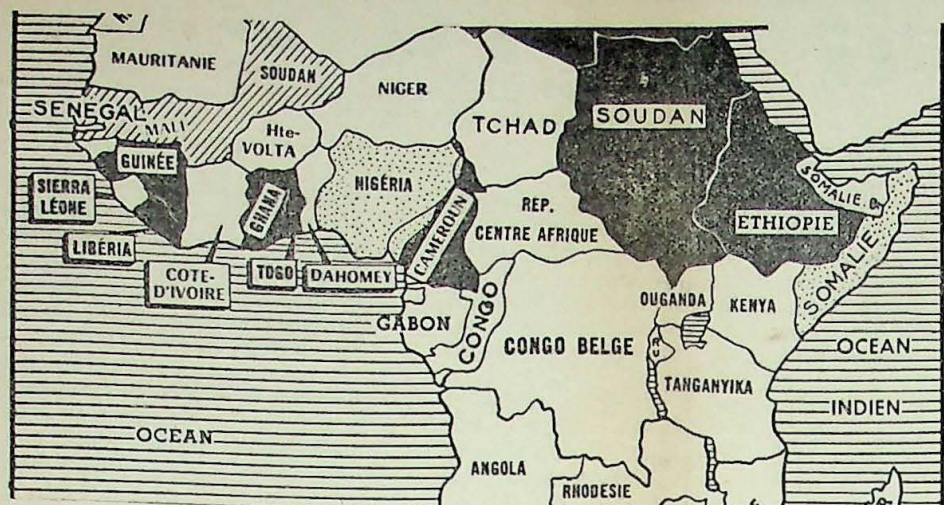 MAURITANIE
SOUDAN
NIGER
TCHAD
SOUDAN
SENEGAL
MALI
Hte-
VOLTA
GUINÉE
NIGÉRIA
SIERRA
LÉONE
GHANA
CAMEROUN
REP.
CENTRE AFRIQUE
SOMALIE
ETHIOPIE
LIBÉRIA
COTE-
D'IVOIRE
TOGO
DAHOMEY
SOMALIE
CONGO
OUGANDA
KENYA
GABON
CONGO BELGE
RU
OCEAN
TANGANYIKA
INDIEN
OCEAN
ANGOLA
RHODESIE